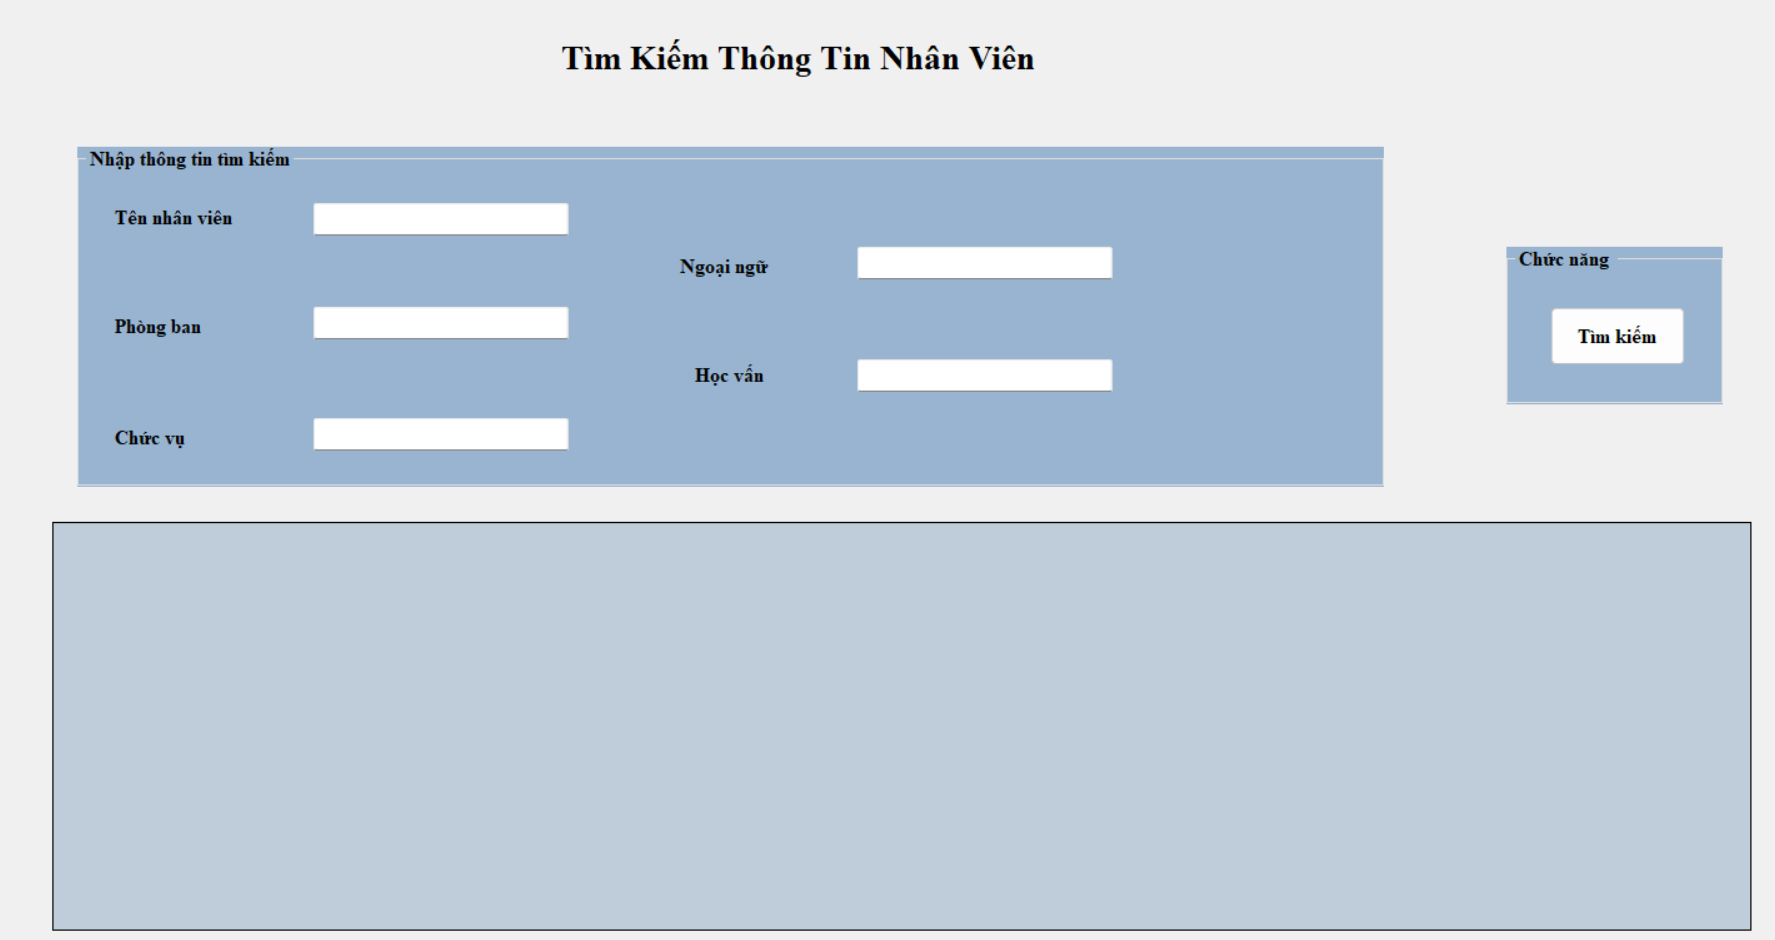 Tìm Kiếm Thông Tin Nhân Viên
Nhập thông tin tìm kiếm
Tên nhân viên
Ngoại ngữ
Phòng ban
Học vấn
Chức vụ
Chức năng
Tìm kiếm